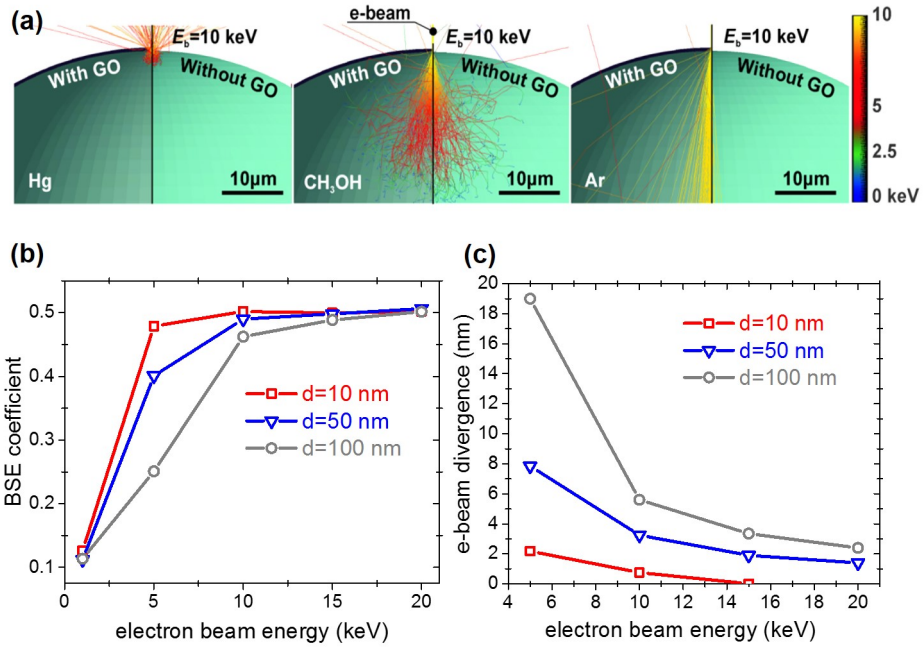 (a)
e-beam
E_b=10 keV
E_b=10 keV
E_b=10 keV
With GO
Without GO
With GO
Without GO
With GO
Without GO
Hg
10μm
CH₃OH
10μm
Ar
10μm
10
5
2.5
0 keV
(b)
BSE coefficient
0.5
0.4
0.3
0.2
0.1
0
5
10
15
20
electron beam energy (keV)
d=10 nm
d=50 nm
d=100 nm
(c)
e-beam divergence (nm)
20
18
16
14
12
10
8
6
4
2
0
4
6
8
10
12
14
16
18
20
electron beam energy (keV)
d=10 nm
d=50 nm
d=100 nm